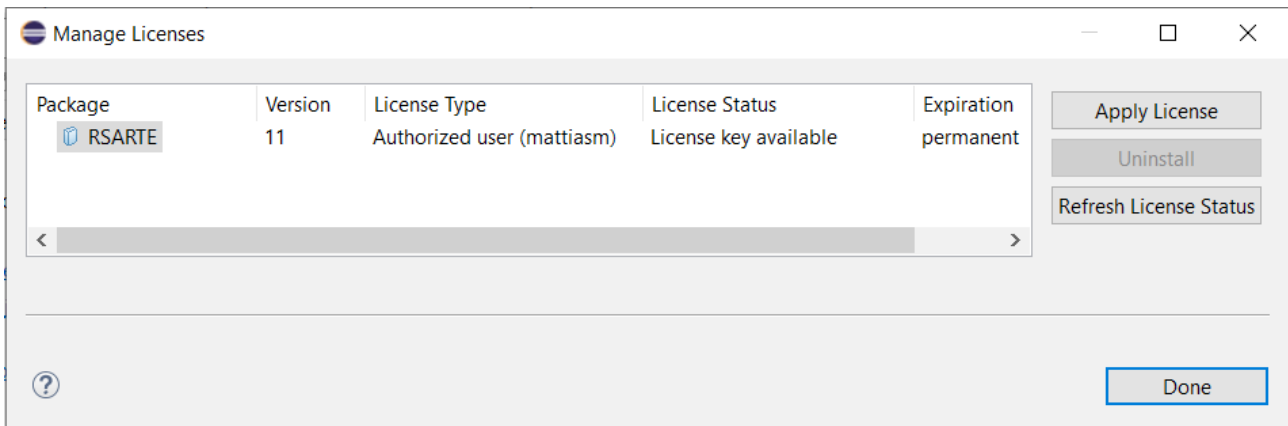 Manage Licenses
Package Version License Type License Status Expiration
RSARTE 11 Authorized user (mattiasm) License key available permanent
Apply License
Uninstall
Refresh License Status
?
Done